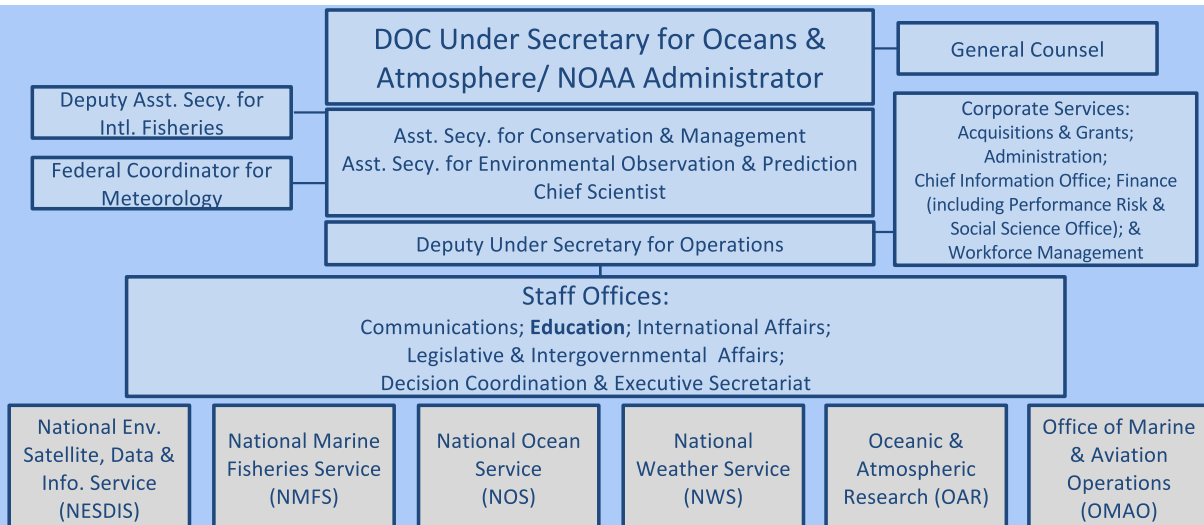 DOC Under Secretary for Oceans &
Atmosphere/ NOAA Administrator
General Counsel
Deputy Asst. Secy. for
Intl. Fisheries
Federal Coordinator for
Meteorology
Asst. Secy. for Conservation & Management
Asst. Secy. for Environmental Observation & Prediction
Chief Scientist
Corporate Services:
Acquisitions & Grants;
Administration;
Chief Information Office; Finance
(including Performance Risk &
Social Science Office); &
Workforce Management
Deputy Under Secretary for Operations
Staff Offices:
Communications; Education; International Affairs;
Legislative & Intergovernmental Affairs;
Decision Coordination & Executive Secretariat
National Env.
Satellite, Data &
Info. Service
(NESDIS)
National Marine
Fisheries Service
(NMFS)
National Ocean
Service
(NOS)
National
Weather Service
(NWS)
Oceanic &
Atmospheric
Research (OAR)
Office of Marine
& Aviation
Operations
(OMAO)